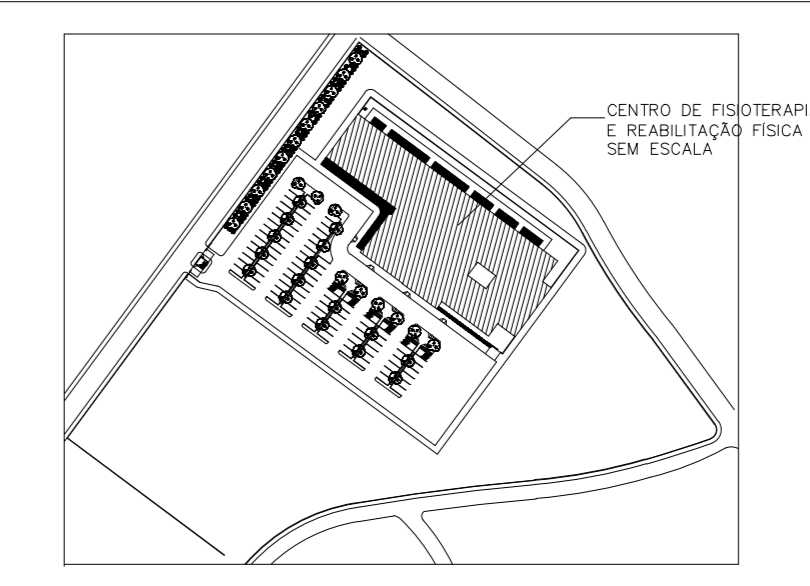 CENTRO DE FISIOTERAPI
E REABILITAÇÃO FÍSICA
SEM ESCALA